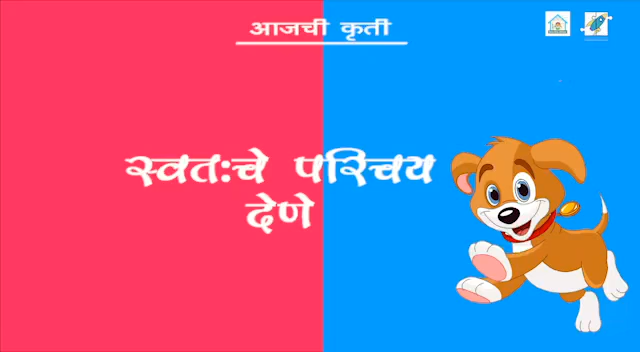 आजची कृती
स्वतःचे परिचय
देणे